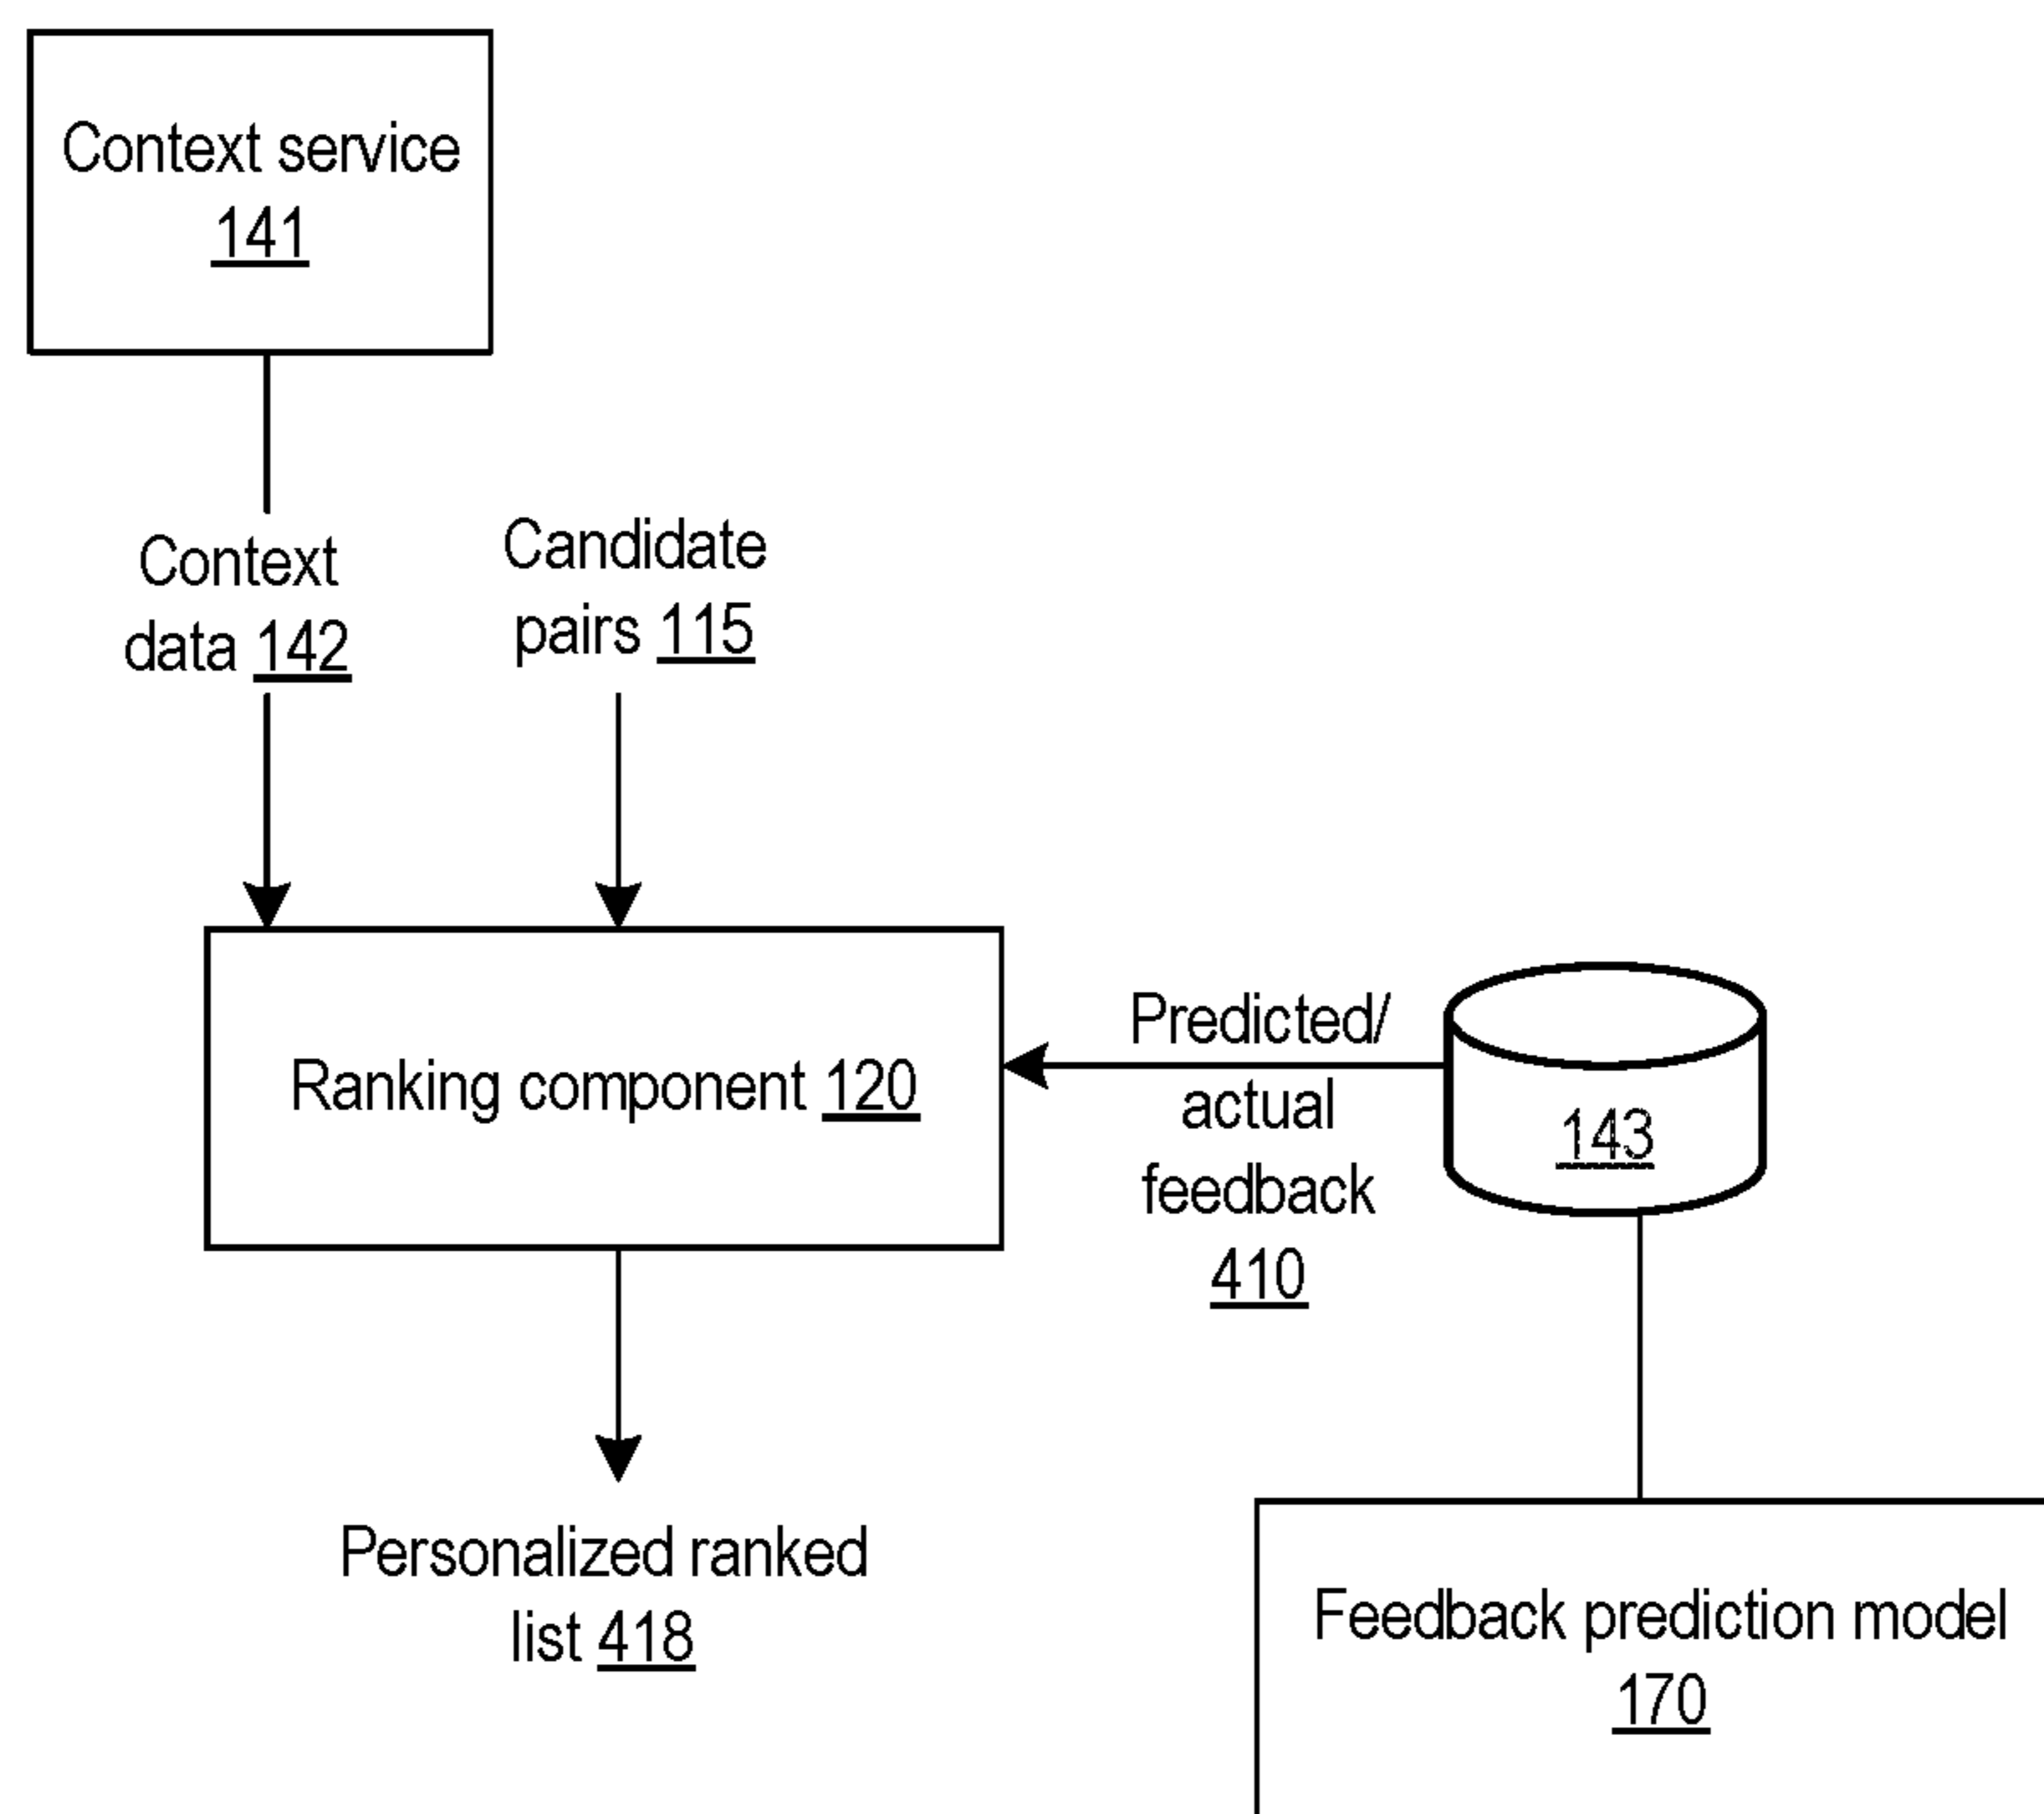 Context service
141
Context
data 142
Candidate
pairs 115
Ranking component 120
Predicted/
actual
feedback
410
143
Personalized ranked
list 418
Feedback prediction model
170